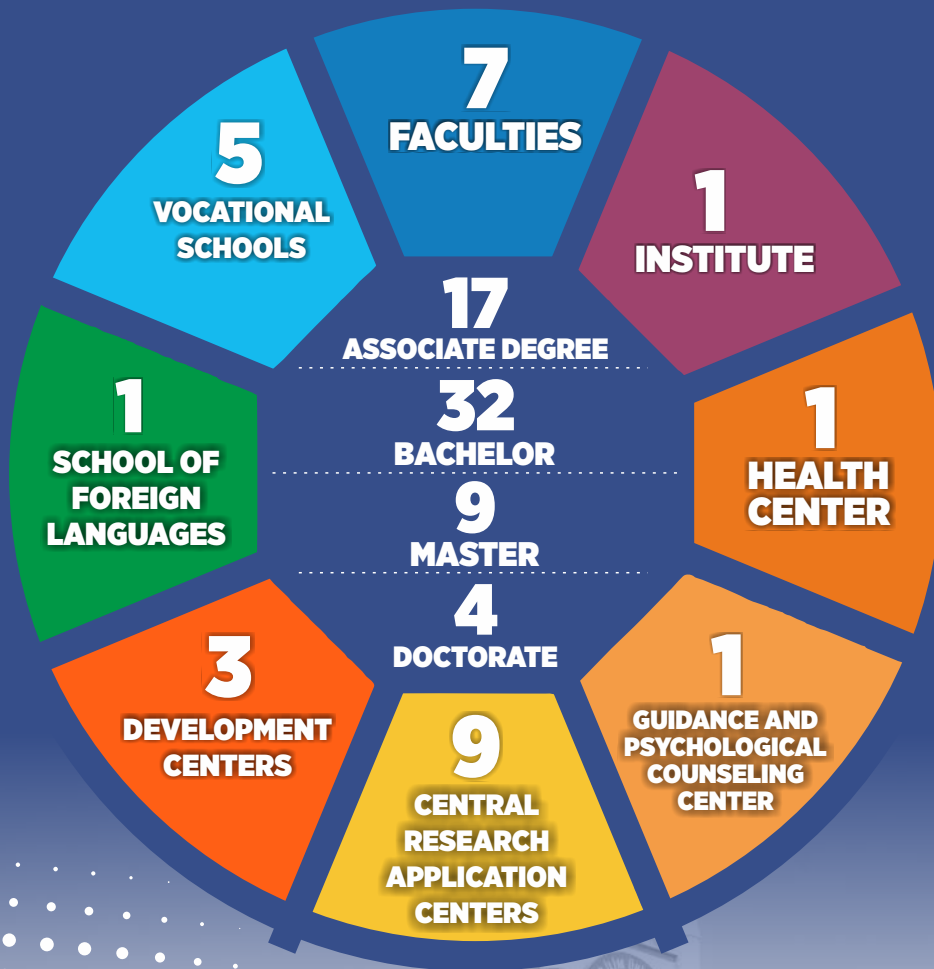 7
FACULTIES
1
INSTITUTE
1
HEALTH
CENTER
1
GUIDANCE AND
PSYCHOLOGICAL
COUNSELING
CENTER
9
CENTRAL
RESEARCH
APPLICATION
CENTERS
3
DEVELOPMENT
CENTERS
1
SCHOOL OF
FOREIGN
LANGUAGES
5
VOCATIONAL
SCHOOLS
17
ASSOCIATE DEGREE
32
BACHELOR
9
MASTER
4
DOCTORATE